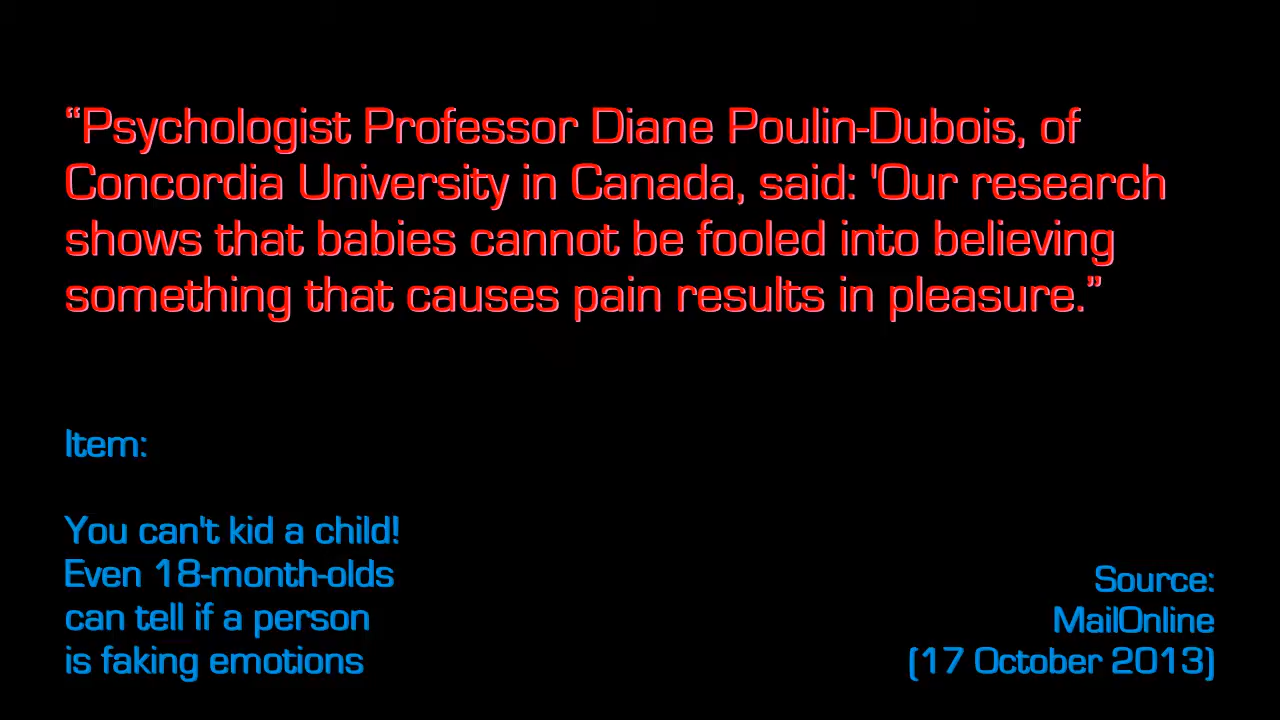 “Psychologist Professor Diane Poulin-Dubois, of
Concordia University in Canada, said: 'Our research
shows that babies cannot be fooled into believing
something that causes pain results in pleasure.”
Item:
You can't kid a child!
Even 18-month-olds
can tell if a person
is faking emotions
Source:
MailOnline
(17 October 2013)